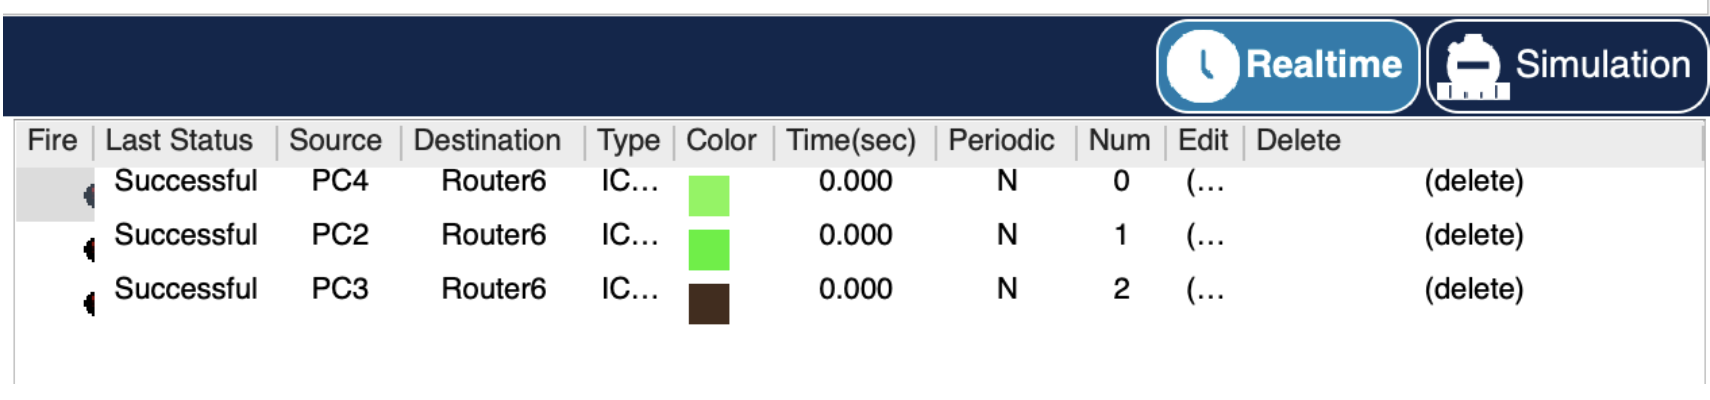 Realtime Simulation
Fire Last Status Source Destination Type Color Time(sec) Periodic Num Edit Delete
Successful PC4 Router6 IC... 0.000 N 0 (... (delete)
Successful PC2 Router6 IC... 0.000 N 1 (... (delete)
Successful PC3 Router6 IC... 0.000 N 2 (... (delete)